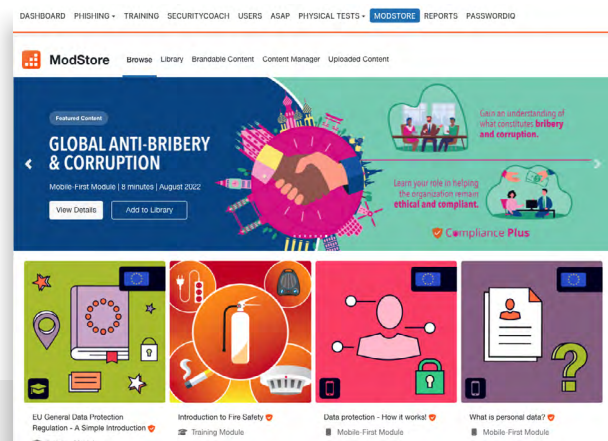 DASHBOARD PHISHING TRAINING SECURITYCOACH USERS ASAP PHYSICAL TESTS MODSTORE REPORTS PASSWORDIQ
ModStore Browse Library Brandable Content Content Manager Uploaded Content
Featured Content
GLOBAL ANTI-BRIBERY
& CORRUPTION
Mobile-First Module | 8 minutes | August 2022
View Details Add to Library
Gain an understanding of
what constitutes bribery
and corruption.
Learn your role in helping
the organization remain
ethical and compliant.
Compliance Plus
EU General Data Protection
Regulation - A Simple Introduction
Introduction to Fire Safety
Training Module
Data protection - How it works!
Mobile-First Module
What is personal data?
Mobile-First Module